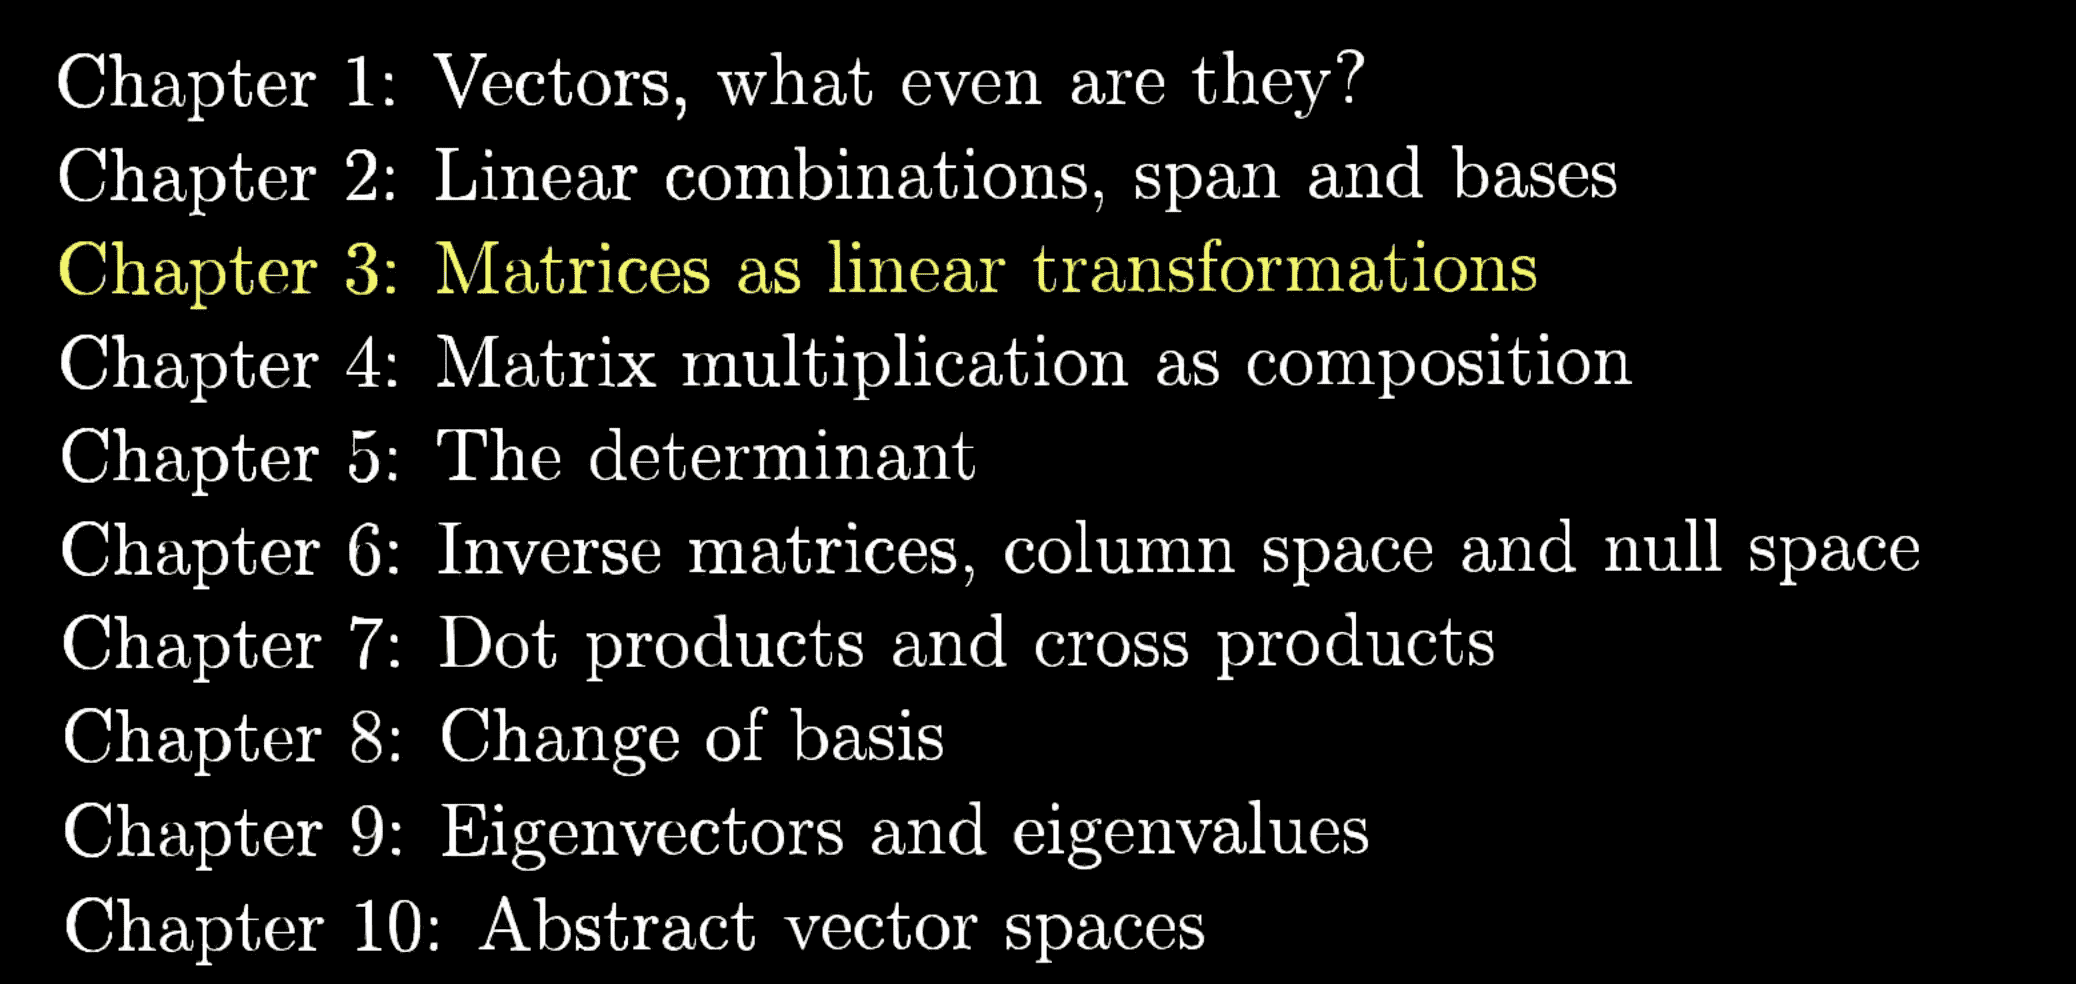 Chapter 1: Vectors, what even are they?
Chapter 2: Linear combinations, span and bases
Chapter 3: Matrices as linear transformations
Chapter 4: Matrix multiplication as composition
Chapter 5: The determinant
Chapter 6: Inverse matrices, column space and null space
Chapter 7: Dot products and cross products
Chapter 8: Change of basis
Chapter 9: Eigenvectors and eigenvalues
Chapter 10: Abstract vector spaces